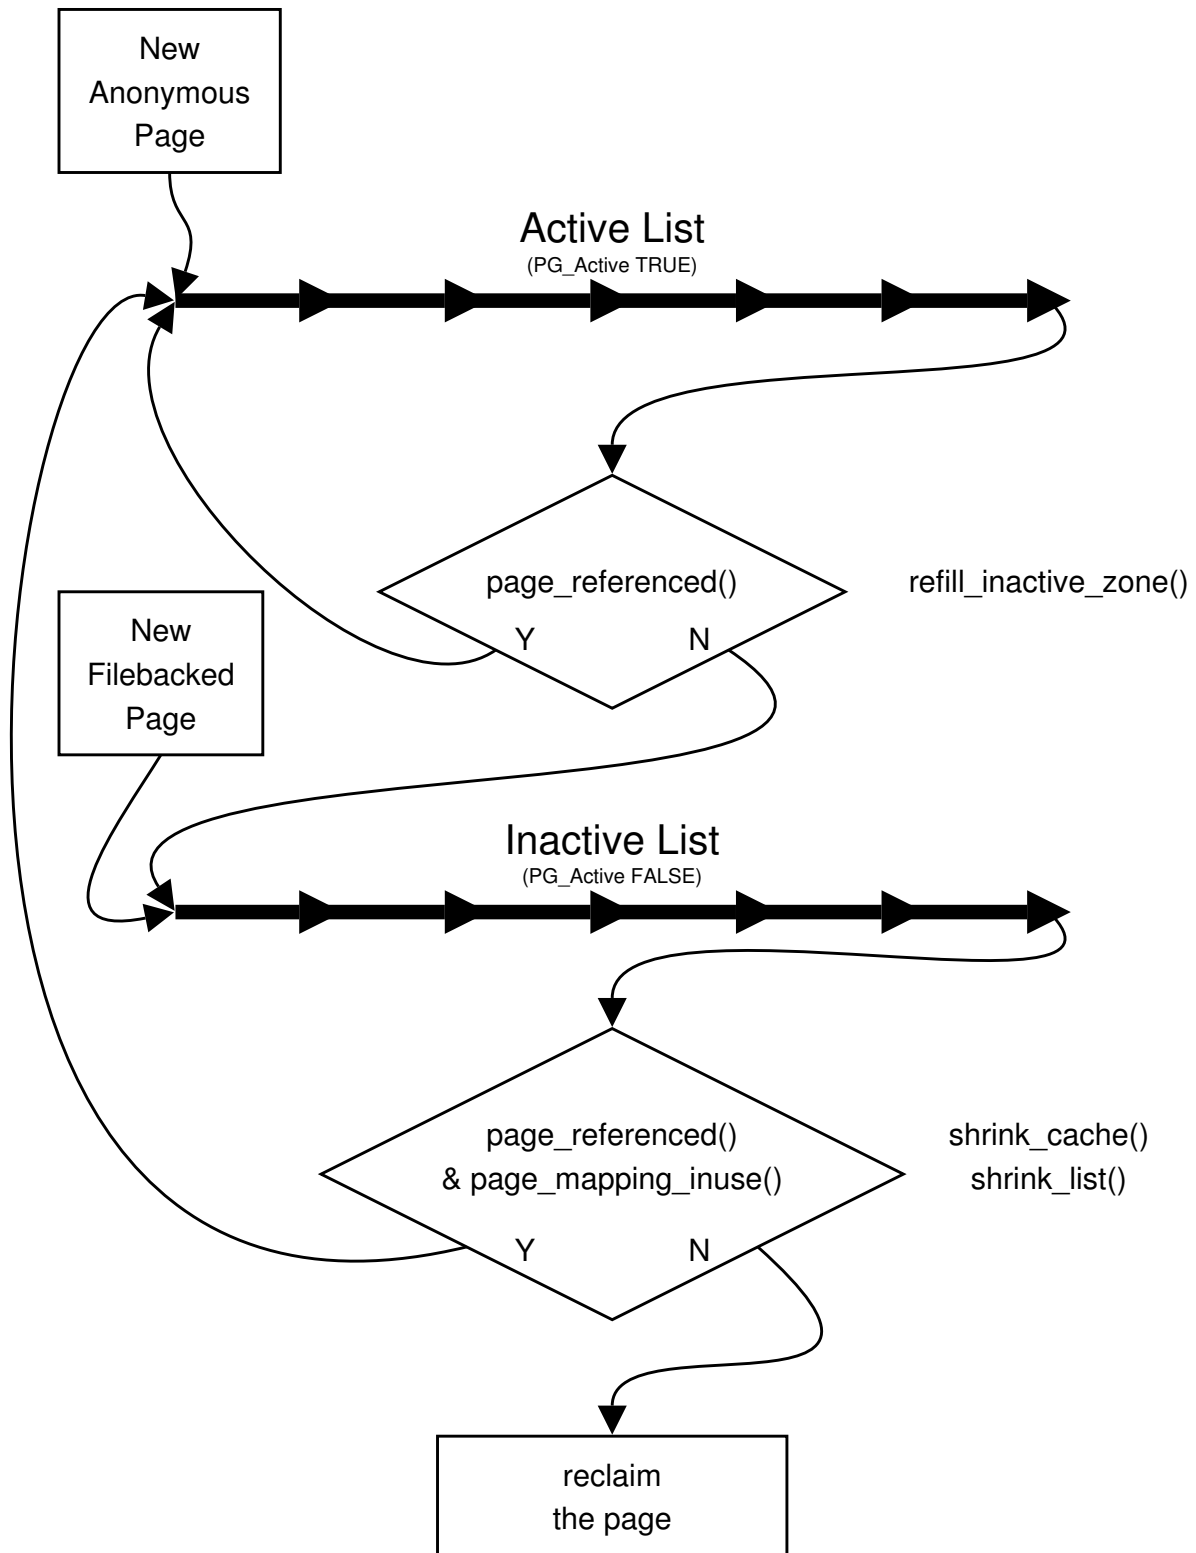 New
Anonymous
Page
Active List
(PG_Active TRUE)
page_referenced()
Y
N
refill_inactive_zone()
New
Filebacked
Page
Inactive List
(PG_Active FALSE)
page_referenced()
& page_mapping_inuse()
Y
N
shrink_cache()
shrink_list()
reclaim
the page